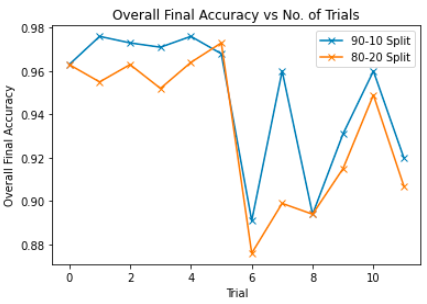 Overall Final Accuracy vs No. of Trials
Overall Final Accuracy
0.98
0.96
0.94
0.92
0.90
0.88
90-10 Split
80-20 Split
0
2
4
6
8
10
Trial